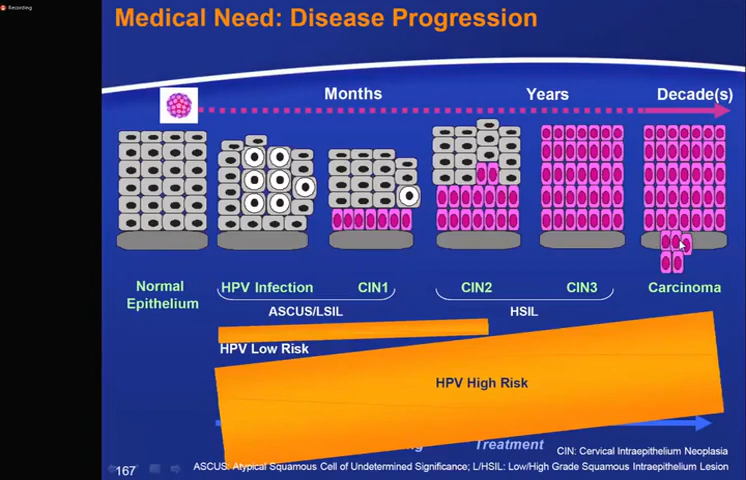 Recording
Medical Need: Disease Progression
Months Years Decade(s)
Normal Epithelium
HPV Infection CIN1 CIN2 CIN3 Carcinoma
ASCUS/LSIL HSIL
HPV Low Risk
HPV High Risk
Treatment
CIN: Cervical Intraepithelium Neoplasia
167
ASCUS: Atypical Squamous Cell of Undetermined Significance; L/HSIL: Low/High Grade Squamous Intraepithelium Lesion